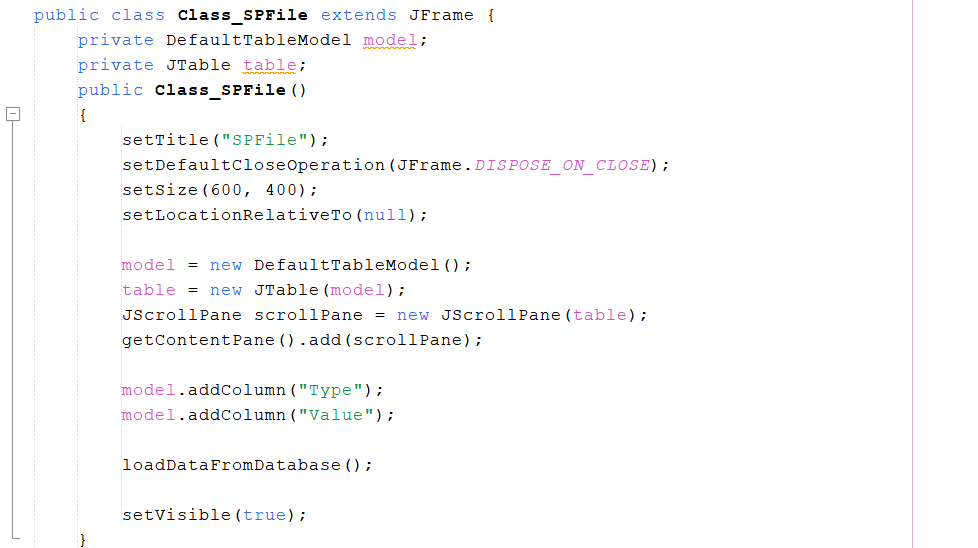 public class Class_SPFile extends JFrame {
    private DefaultTableModel model;
    private JTable table;
    public Class_SPFile()
    {
        setTitle("SPFile");
        setDefaultCloseOperation(JFrame.DISPOSE_ON_CLOSE);
        setSize(600, 400);
        setLocationRelativeTo(null);

        model = new DefaultTableModel();
        table = new JTable(model);
        JScrollPane scrollPane = new JScrollPane(table);
        getContentPane().add(scrollPane);

        model.addColumn("Type");
        model.addColumn("Value");

        loadDataFromDatabase();

        setVisible(true);
    }